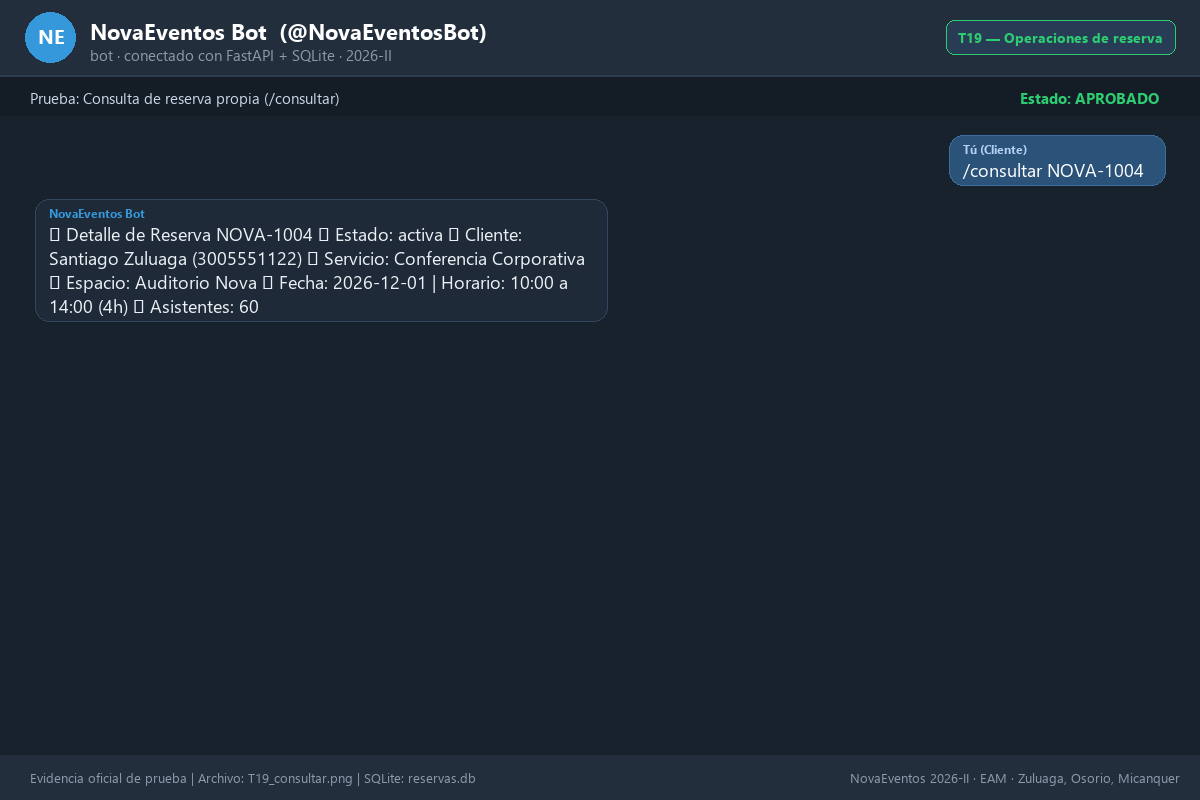 NE
NovaEventos Bot (@NovaEventosBot)
bot · conectado con FastAPI + SQLite · 2026-II
T19 — Operaciones de reserva
Prueba: Consulta de reserva propia (/consultar)
Estado: APROBADO
Tú (Cliente)
/consultar NOVA-1004
NovaEventos Bot
▯ Detalle de Reserva NOVA-1004 ▯ Estado: activa ▯ Cliente:
Santiago Zuluaga (3005551122) ▯ Servicio: Conferencia Corporativa
▯ Espacio: Auditorio Nova ▯ Fecha: 2026-12-01 | Horario: 10:00 a
14:00 (4h) ▯ Asistentes: 60
Evidencia oficial de prueba | Archivo: T19_consultar.png | SQLite: reservas.db
NovaEventos 2026-II · EAM · Zuluaga, Osorio, Micanquer